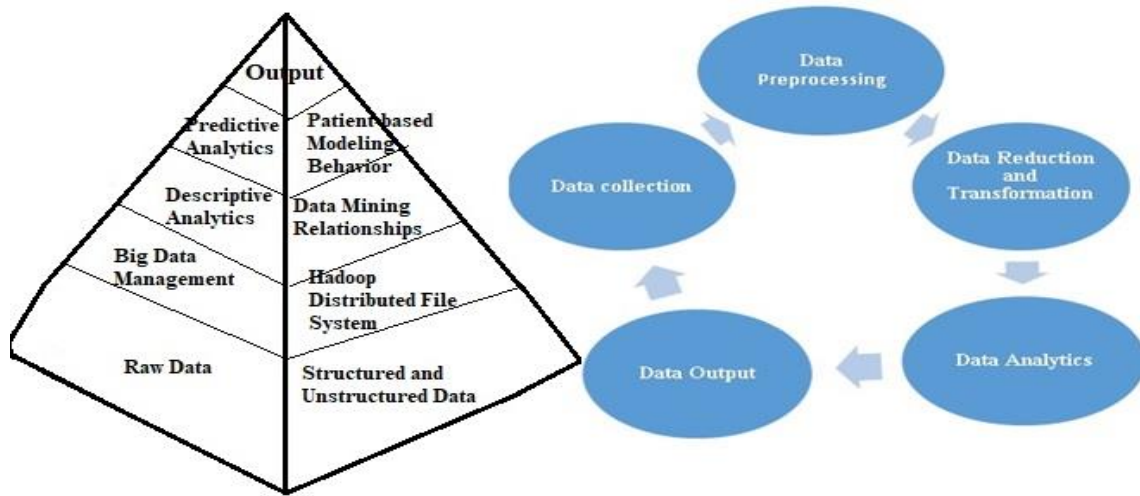 Output
Predictive
Analytics
Patient-based
Modeling
Behavior
Descriptive
Analytics
Data Mining
Relationships
Big Data
Management
Hadoop
Distributed File
System
Raw Data
Structured and
Unstructured Data
Data
Preprocessing
Data collection
Data Reduction
and
Transformation
Data Output
Data Analytics